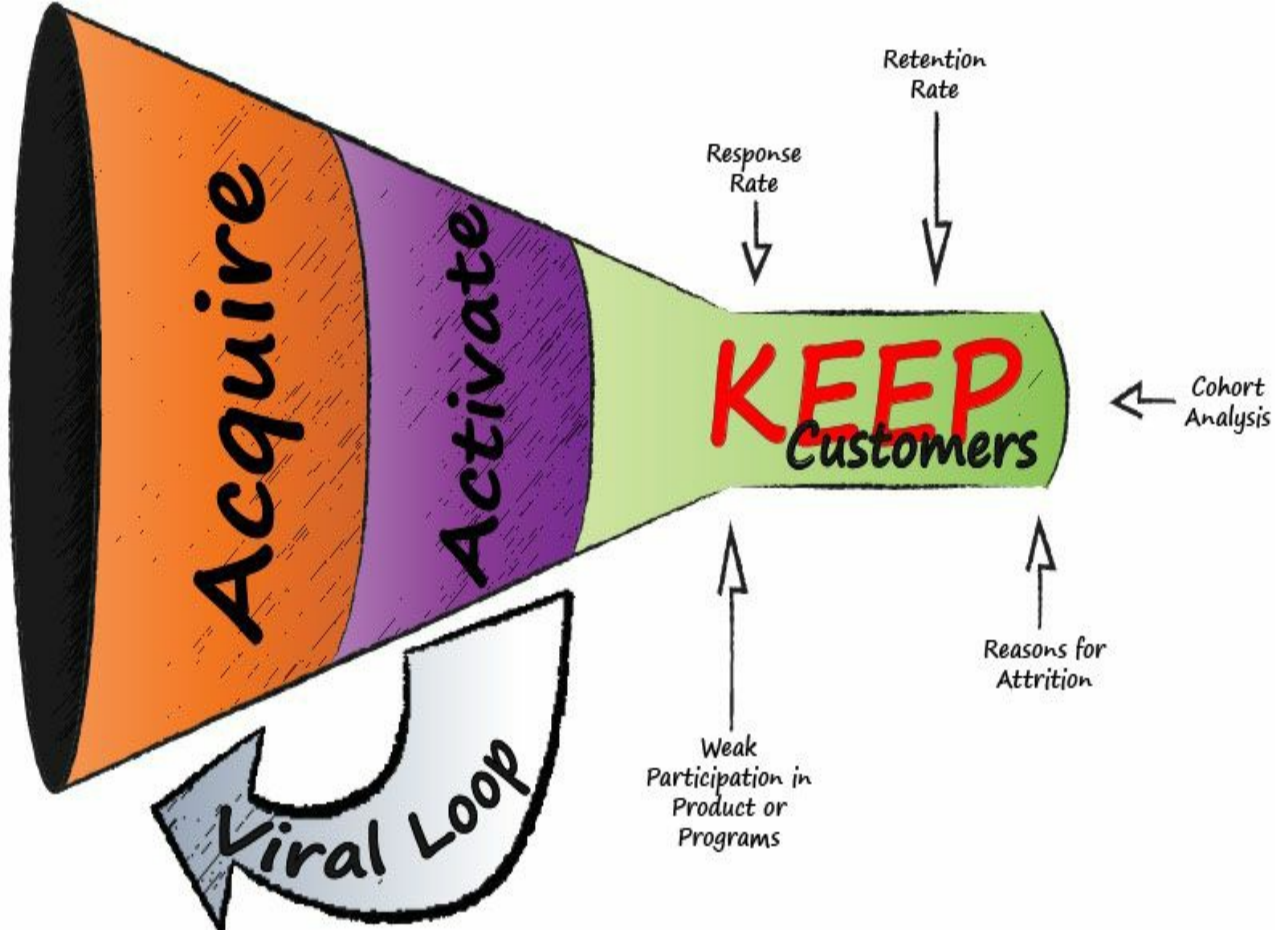 Acquire
Activate
Viral Loop
Response
Rate
Retention
Rate
KEEP
Customers
Cohort
Analysis
Weak
Participation in
Product or
Programs
Reasons for
Attrition